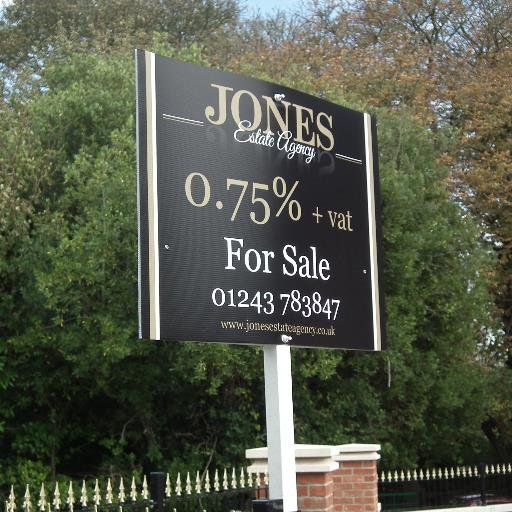 JONES
Estate Agency
0.75% + vat
For Sale
01243 783847
www.jonesestateagency.co.uk